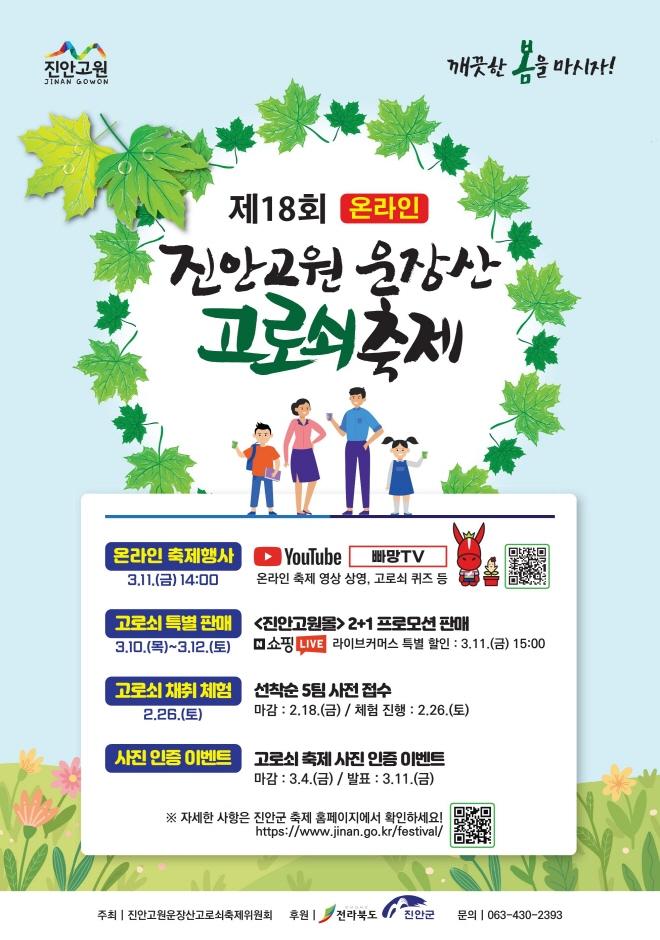 진안고원
JINAN GOWON
깨끗한 봄을 마시자!
제18회 온라인
진안고원 운장산
고로쇠축제
온라인 축제행사
3.11.(금) 14:00
YouTube 빠망TV
온라인 축제 영상 상영, 고로쇠 퀴즈 등
고로쇠 특별 판매
3.10.(목)~3.12.(토)
<진안고원몰> 2+1 프로모션 판매
N 쇼핑 LIVE 라이브커머스 특별 할인 : 3.11.(금) 15:00
고로쇠 채취 체험
2.26.(토)
선착순 5팀 사전 접수
마감 : 2.18.(금) / 체험 진행 : 2.26.(토)
사진 인증 이벤트
고로쇠 축제 사진 인증 이벤트
마감 : 3.4.(금) / 발표 : 3.11.(금)
※ 자세한 사항은 진안군 축제 홈페이지에서 확인하세요!
https://www.jinan.go.kr/festival/
주최 | 진안고원운장산고로쇠축제위원회 후원 | 전라북도 진안군 문의 | 063-430-2393